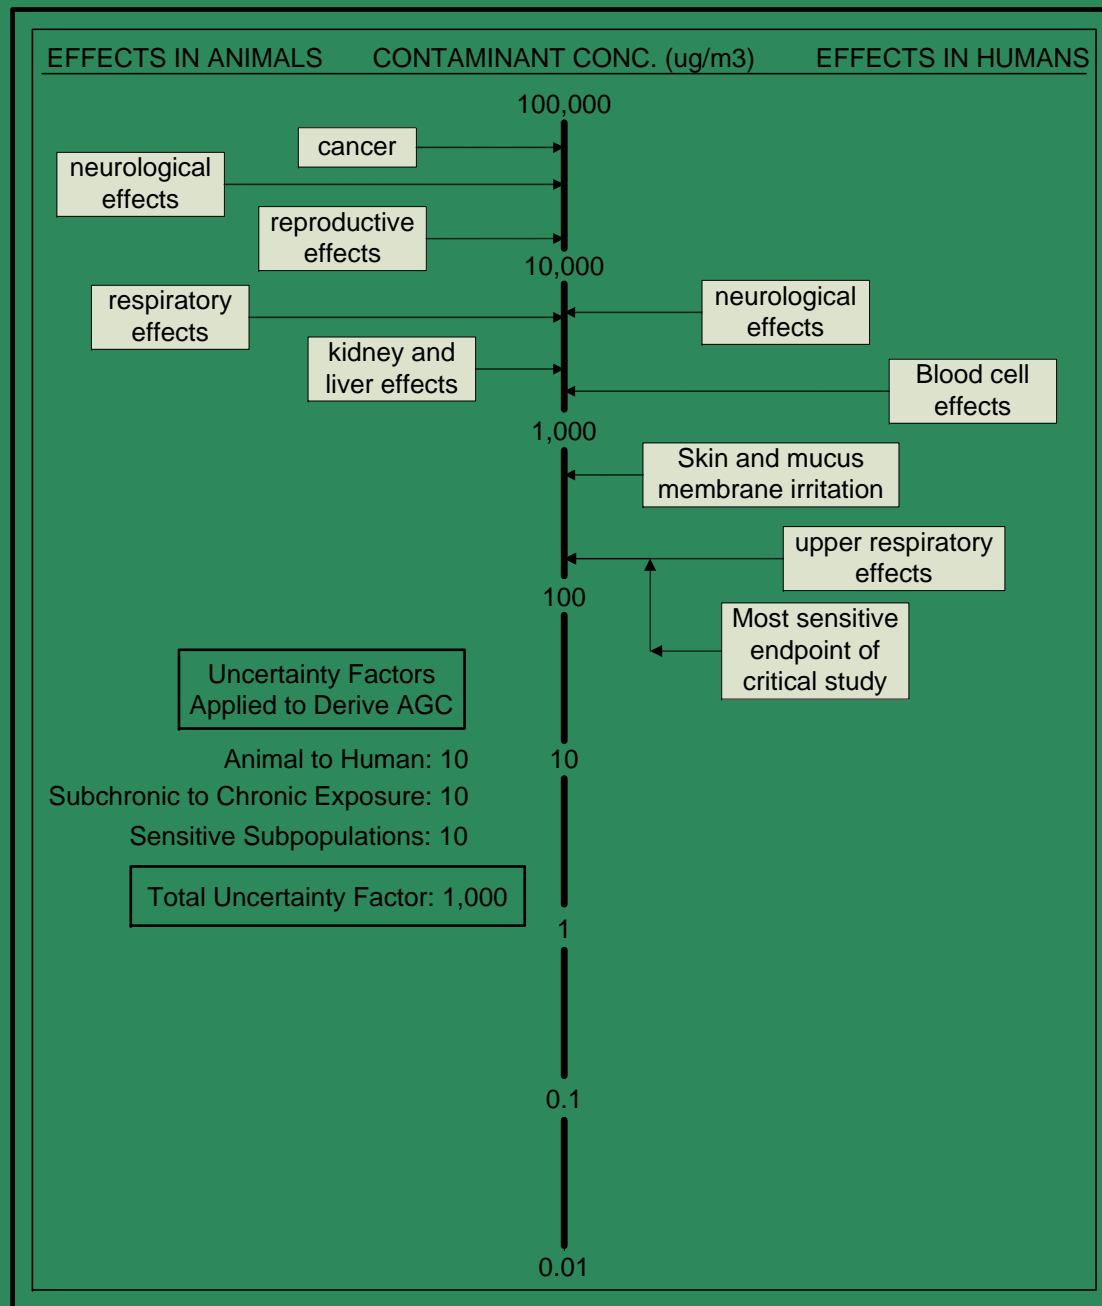 EFFECTS IN ANIMALS CONTAMINANT CONC. (ug/m3) EFFECTS IN HUMANS
100,000
cancer
neurological
effects
reproductive
effects
10,000
respiratory
effects
neurological
effects
kidney and
liver effects
Blood cell
effects
1,000
Skin and mucus
membrane irritation
upper respiratory
effects
100
Most sensitive
endpoint of
critical study
Uncertainty Factors
Applied to Derive AGC
Animal to Human: 10
10
Subchronic to Chronic Exposure: 10
Sensitive Subpopulations: 10
Total Uncertainty Factor: 1,000
1
0.1
0.01